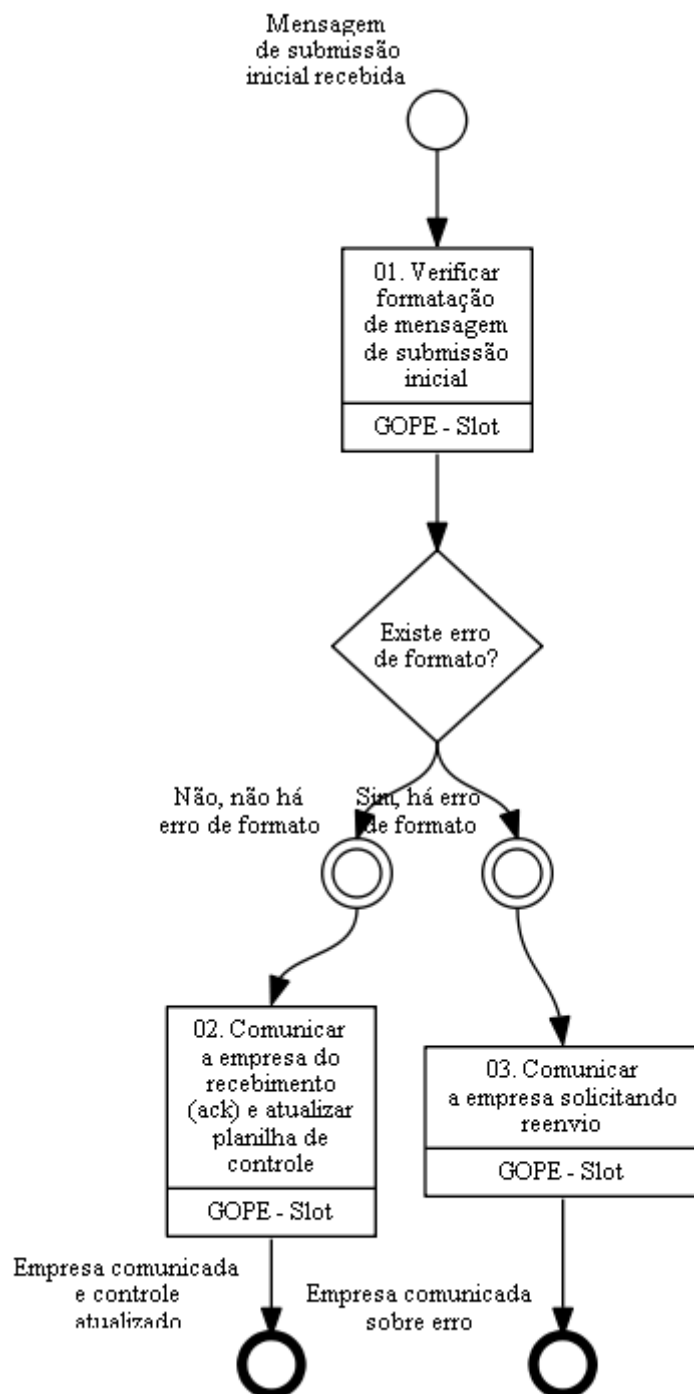 Mensagem
de submissão
inicial recebida
01. Verificar
formatação
de mensagem
de submissão
inicial
GOPE - Slot
Existe erro
de formato?
Não, não há
erro de formato
Sim, há erro
de formato
02. Comunicar
a empresa do
recebimento
(ack) e atualizar
planilha de
controle
GOPE - Slot
03. Comunicar
a empresa solicitando
reenvio
GOPE - Slot
Empresa comunicada
e controle
atualizado
Empresa comunicada
sobre erro